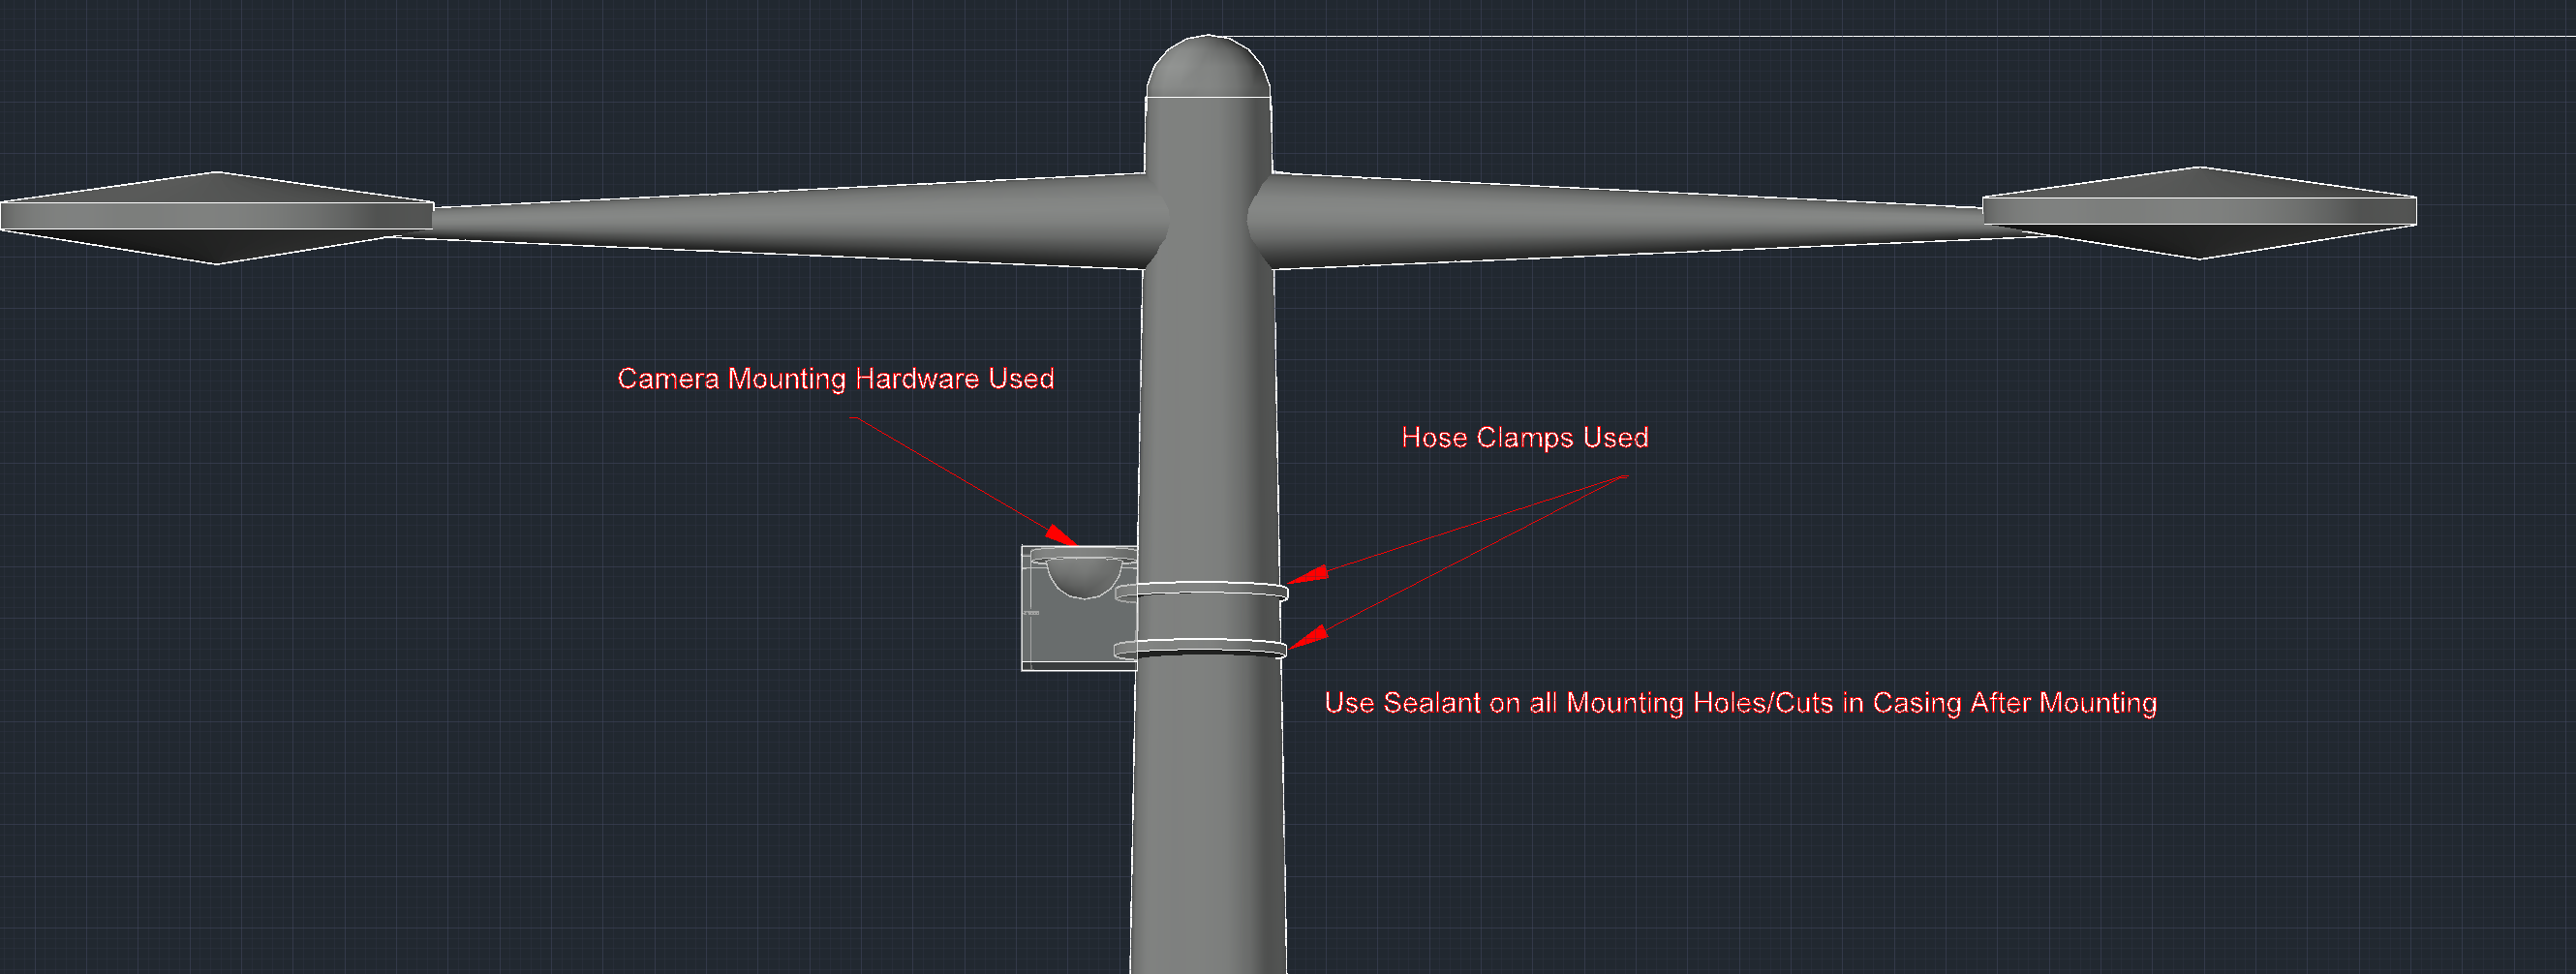 Camera Mounting Hardware Used
Hose Clamps Used
Use Sealant on all Mounting Holes/Cuts in Casing After Mounting